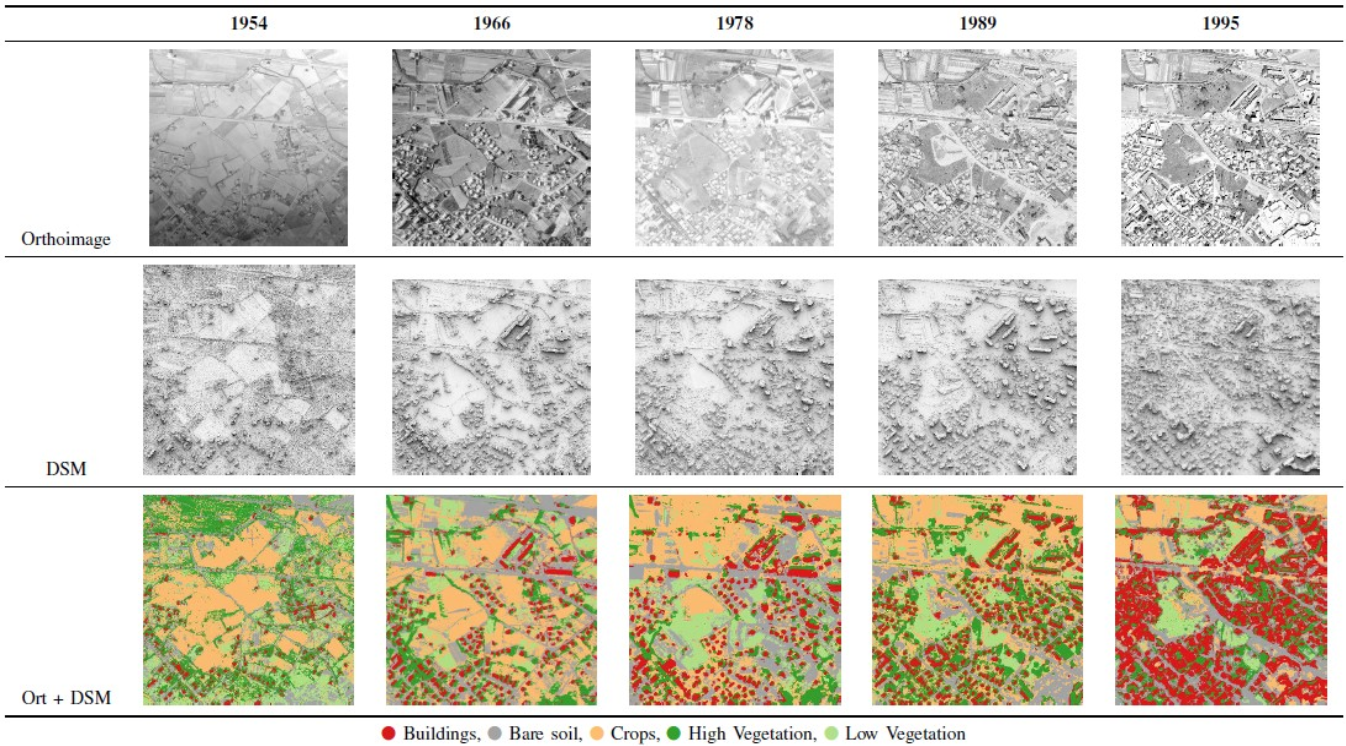 1954 1966 1978 1989 1995
Orthoimage
DSM
Ort + DSM
Buildings, Bare soil, Crops, High Vegetation, Low Vegetation